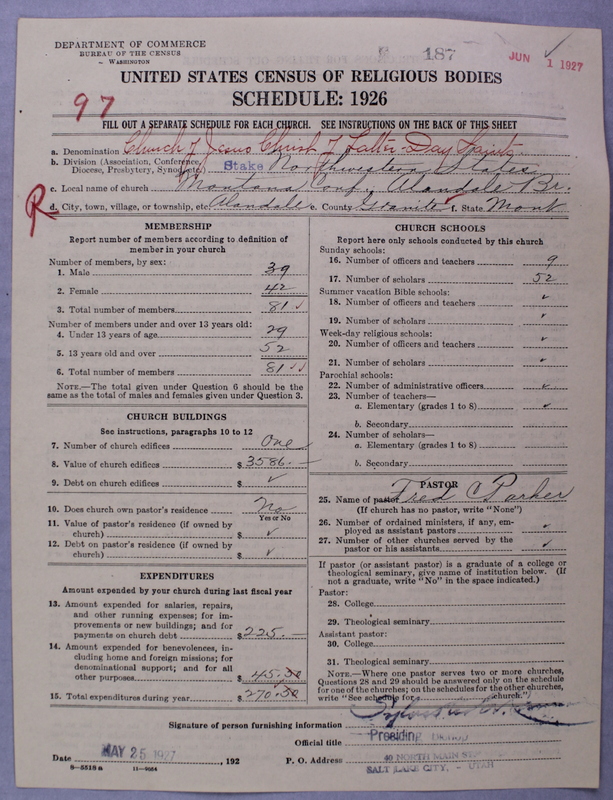 DEPARTMENT OF COMMERCE
BUREAU OF THE CENSUS
WASHINGTON
187
JUN 1 1927
UNITED STATES CENSUS OF RELIGIOUS BODIES
SCHEDULE: 1926
97
FILL OUT A SEPARATE SCHEDULE FOR EACH CHURCH. SEE INSTRUCTIONS ON THE BACK OF THIS SHEET
a. Denomination Church of Jesus Christ of Latter-Day Saints
b. Division (Association, Conference, Diocese, Presbytery, Synod, etc.) Stake Northwestern States
c. Local name of church Montana Conf., Alandale Br.
R d. City, town, village, or township, etc. Alandale e. County Granite f. State Mont
MEMBERSHIP
Report number of members according to definition of
member in your church
Number of members, by sex:
1. Male 39
2. Female 42
3. Total number of members 81 ✓
Number of members under and over 13 years old:
4. Under 13 years of age 29
5. 13 years old and over 52
6. Total number of members 81 ✓✓
NOTE.—The total given under Question 6 should be
same as the total of males and females given under Question 3.
CHURCH BUILDINGS
See instructions, paragraphs 10 to 12
7. Number of church edifices One
8. Value of church edifices $3586.—
9. Debt on church edifices $ ✓
10. Does church own pastor's residence No
Yes or No
11. Value of pastor's residence (if owned by
church) $ ✓
12. Debt on pastor's residence (if owned by
church) $ ✓
EXPENDITURES
Amount expended by your church during last fiscal year
13. Amount expended for salaries, repairs,
and other running expenses; for im-
provements or new buildings; and for
payments on church debt $225.—
14. Amount expended for benevolences, in-
cluding home and foreign missions; for
denominational support; and for all
other purposes $45.50
15. Total expenditures during year $270.50
CHURCH SCHOOLS
Report here only schools conducted by this church
Sunday schools:
16. Number of officers and teachers 9
17. Number of scholars 52
Summer vacation Bible schools:
18. Number of officers and teachers ✓
19. Number of scholars ✓
Week-day religious schools:
20. Number of officers and teachers ✓
21. Number of scholars ✓
Parochial schools:
22. Number of administrative officers ✓
23. Number of teachers—
a. Elementary (grades 1 to 8) ✓
b. Secondary
24. Number of scholars—
a. Elementary (grades 1 to 8)
b. Secondary
PASTOR
25. Name of pastor Fred Parker
(If church has no pastor, write "None")
26. Number of ordained ministers, if any, em-
ployed as assistant pastors ✓
27. Number of other churches served by the
pastor or his assistants ✓
If pastor (or assistant pastor) is a graduate of a college or
theological seminary, give name of institution below. (If
not a graduate, write "No" in the space indicated.)
Pastor:
28. College
29. Theological seminary
Assistant pastor:
30. College
31. Theological seminary
NOTE.—Where one pastor serves two or more churches,
Questions 28 and 29 should be answered only on the schedule
for one of the churches; on the schedules for the other churches,
write "See schedule for church.")
Signature of person furnishing information
Official title Presiding Bishop
Date MAY 25 1927, 192 P. O. Address 40 NORTH MAIN ST
SALT LAKE CITY, - UTAH
8—5518a 11—9664